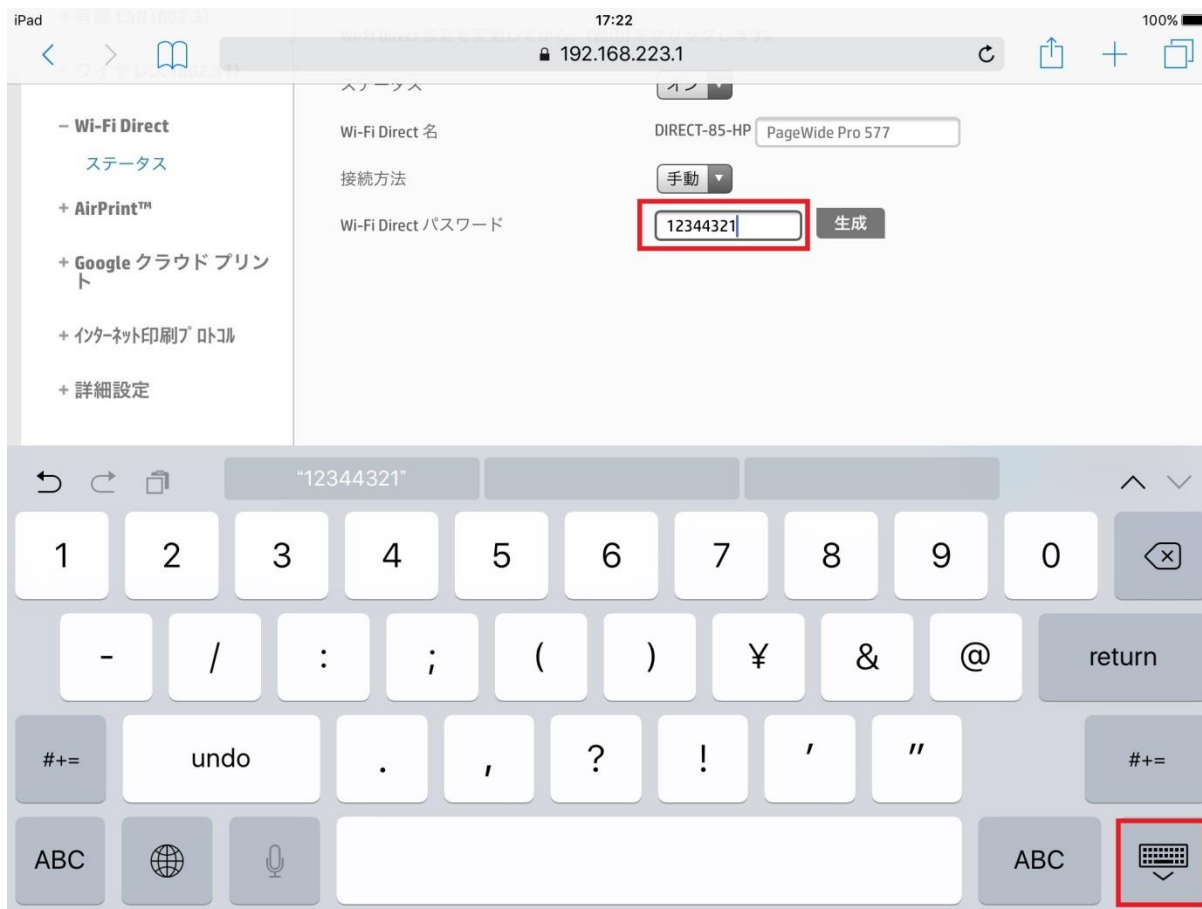 iPad
17:22
100%
192.168.223.1
ステータス
オン
− Wi-Fi Direct
Wi-Fi Direct 名
DIRECT-85-HP
PageWide Pro 577
ステータス
接続方法
手動
+ AirPrint™
Wi-Fi Direct パスワード
12344321
生成
+ Google クラウド プリン
ト
+ インターネット印刷プロトコル
+ 詳細設定
“12344321”
1 2 3 4 5 6 7 8 9 0
- / : ; ( ) ¥ & @ return
#+= undo . , ? ! ' " #+=
ABC ABC